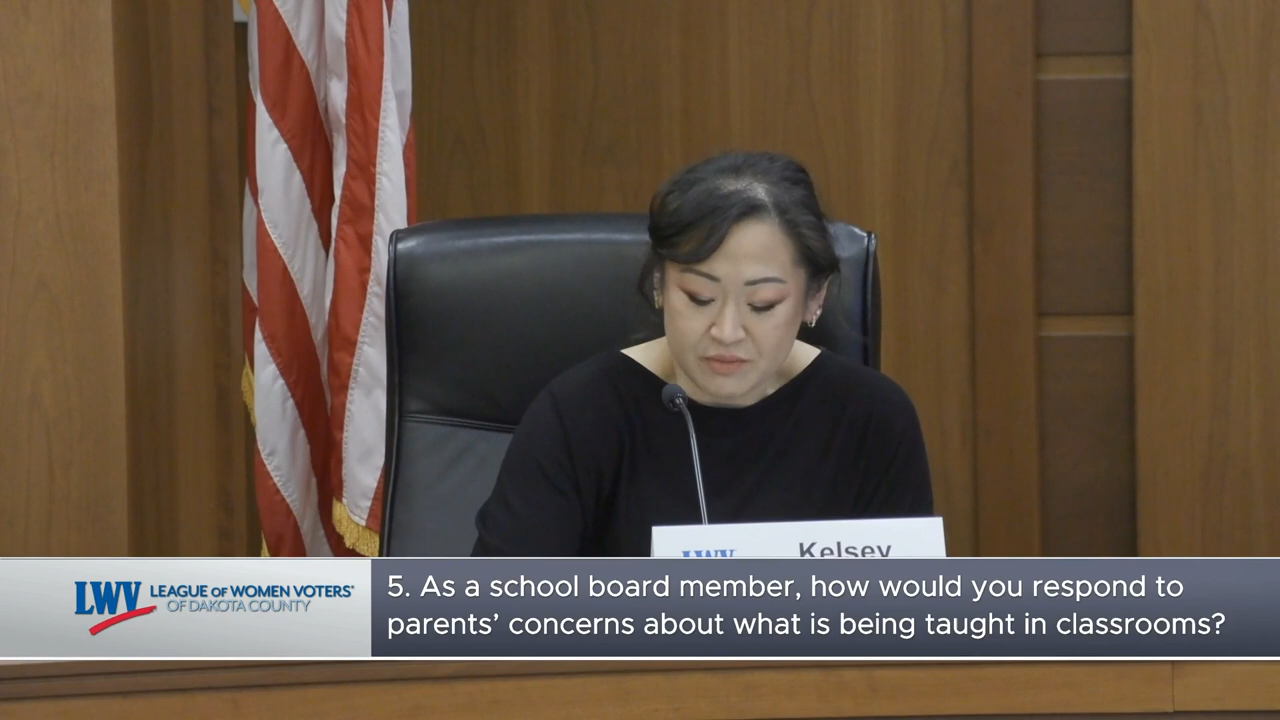 LWV
Kelsey
LWV
LEAGUE OF WOMEN VOTERS®
OF DAKOTA COUNTY
5. As a school board member, how would you respond to
parents’ concerns about what is being taught in classrooms?